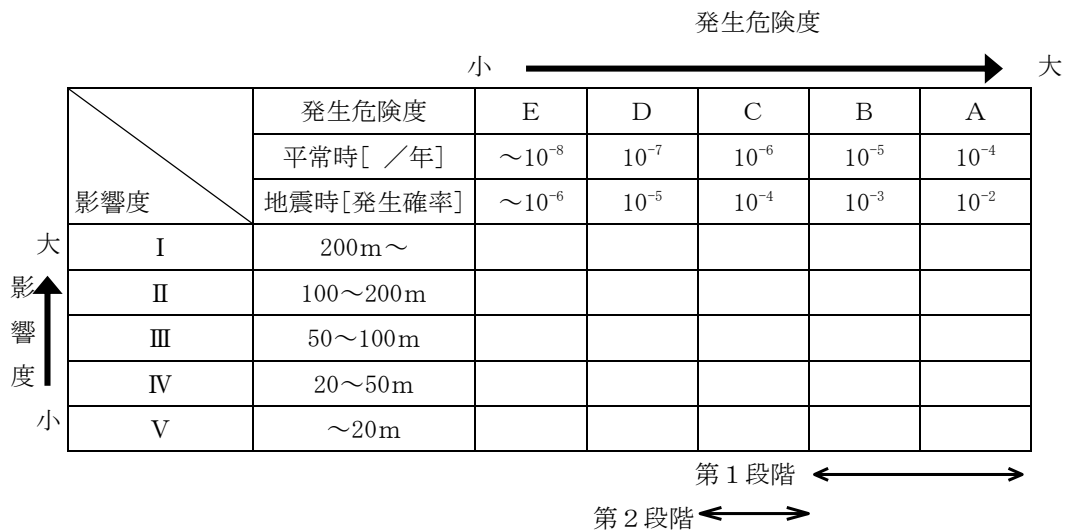 発生危険度
小 大
発生危険度 E D C B A
平常時[ /年] ～10⁻⁸ 10⁻⁷ 10⁻⁶ 10⁻⁵ 10⁻⁴
影響度 地震時[発生確率] ～10⁻⁶ 10⁻⁵ 10⁻⁴ 10⁻³ 10⁻²
大
影響度
小
Ⅰ 200m～
Ⅱ 100～200m
Ⅲ 50～100m
Ⅳ 20～50m
Ⅴ ～20m
第1段階
第2段階